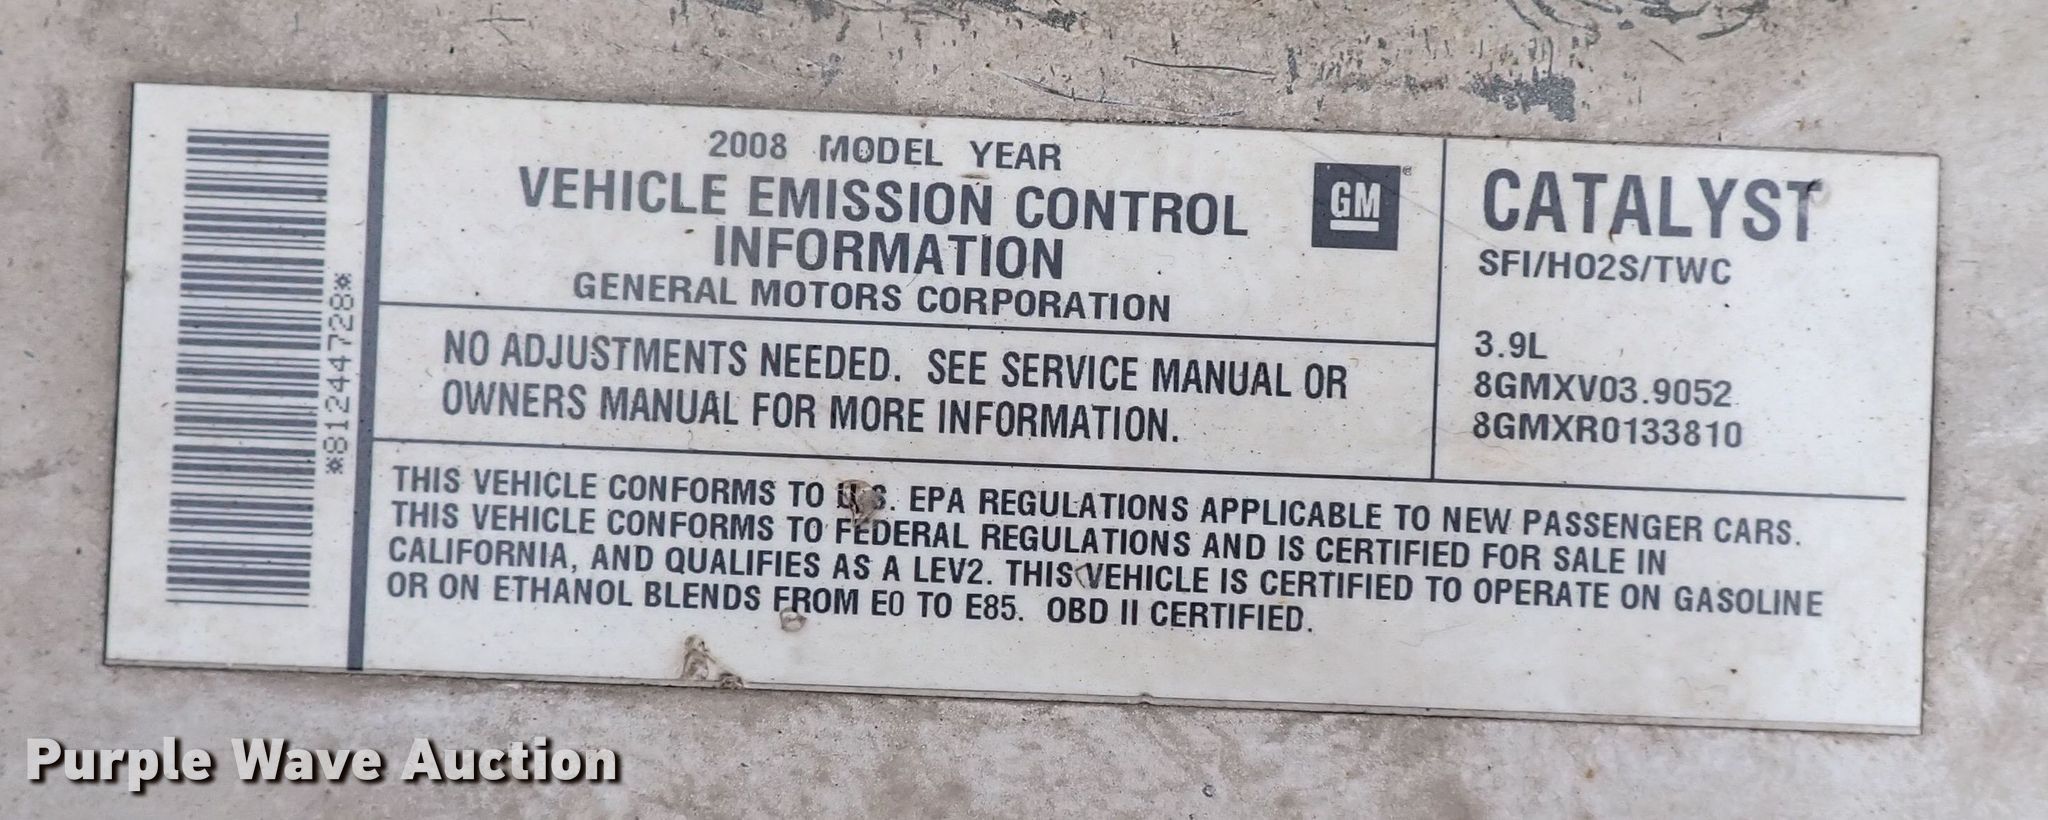 *81244728*
2008 MODEL YEAR
VEHICLE EMISSION CONTROL
INFORMATION
GENERAL MOTORS CORPORATION
GM®
NO ADJUSTMENTS NEEDED. SEE SERVICE MANUAL OR
OWNERS MANUAL FOR MORE INFORMATION.
CATALYST
SFI/HO2S/TWC
3.9L
8GMXV03.9052
8GMXR0133810
THIS VEHICLE CONFORMS TO U.S. EPA REGULATIONS APPLICABLE TO NEW PASSENGER CARS.
THIS VEHICLE CONFORMS TO FEDERAL REGULATIONS AND IS CERTIFIED FOR SALE IN
CALIFORNIA, AND QUALIFIES AS A LEV2. THIS VEHICLE IS CERTIFIED TO OPERATE ON GASOLINE
OR ON ETHANOL BLENDS FROM E0 TO E85. OBD II CERTIFIED.
Purple Wave Auction